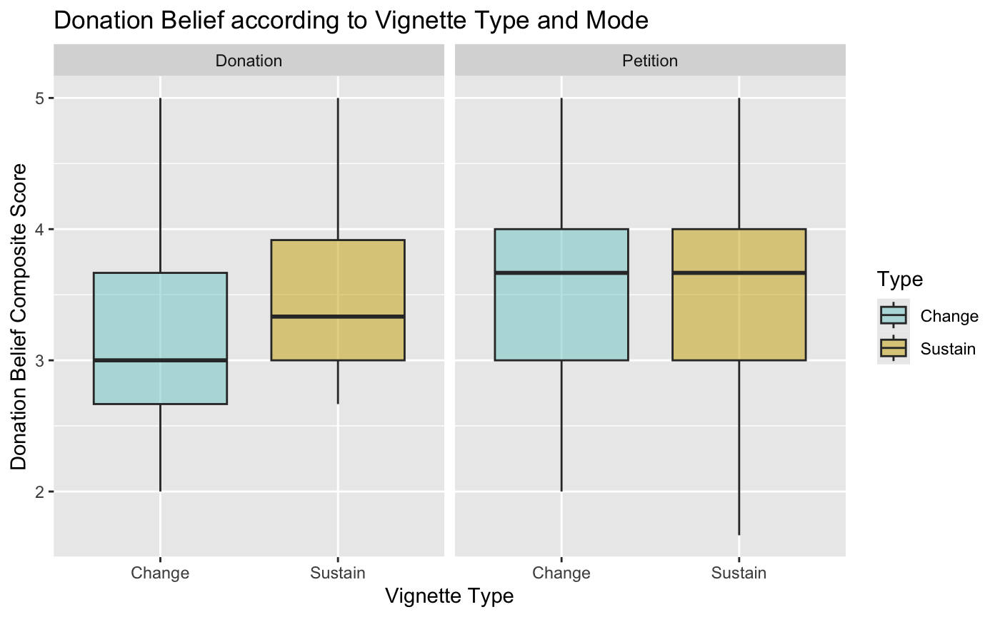 Donation Belief according to Vignette Type and Mode
Donation
Petition
Donation Belief Composite Score
5
4
3
2
Change
Sustain
Change
Sustain
Vignette Type
Type
Change
Sustain